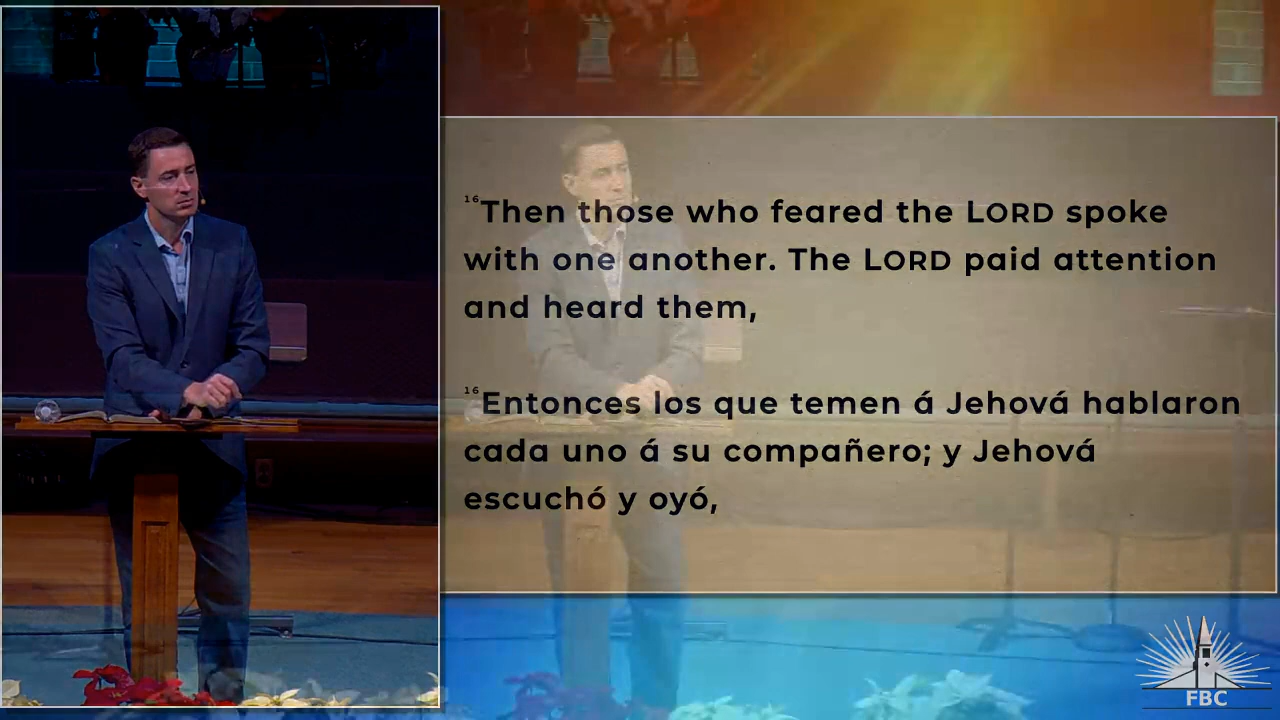 ¹⁶Then those who feared the LORD spoke
with one another. The LORD paid attention
and heard them,
¹⁶Entonces los que temen á Jehová hablaron
cada uno á su compañero; y Jehová
escuchó y oyó,
FBC